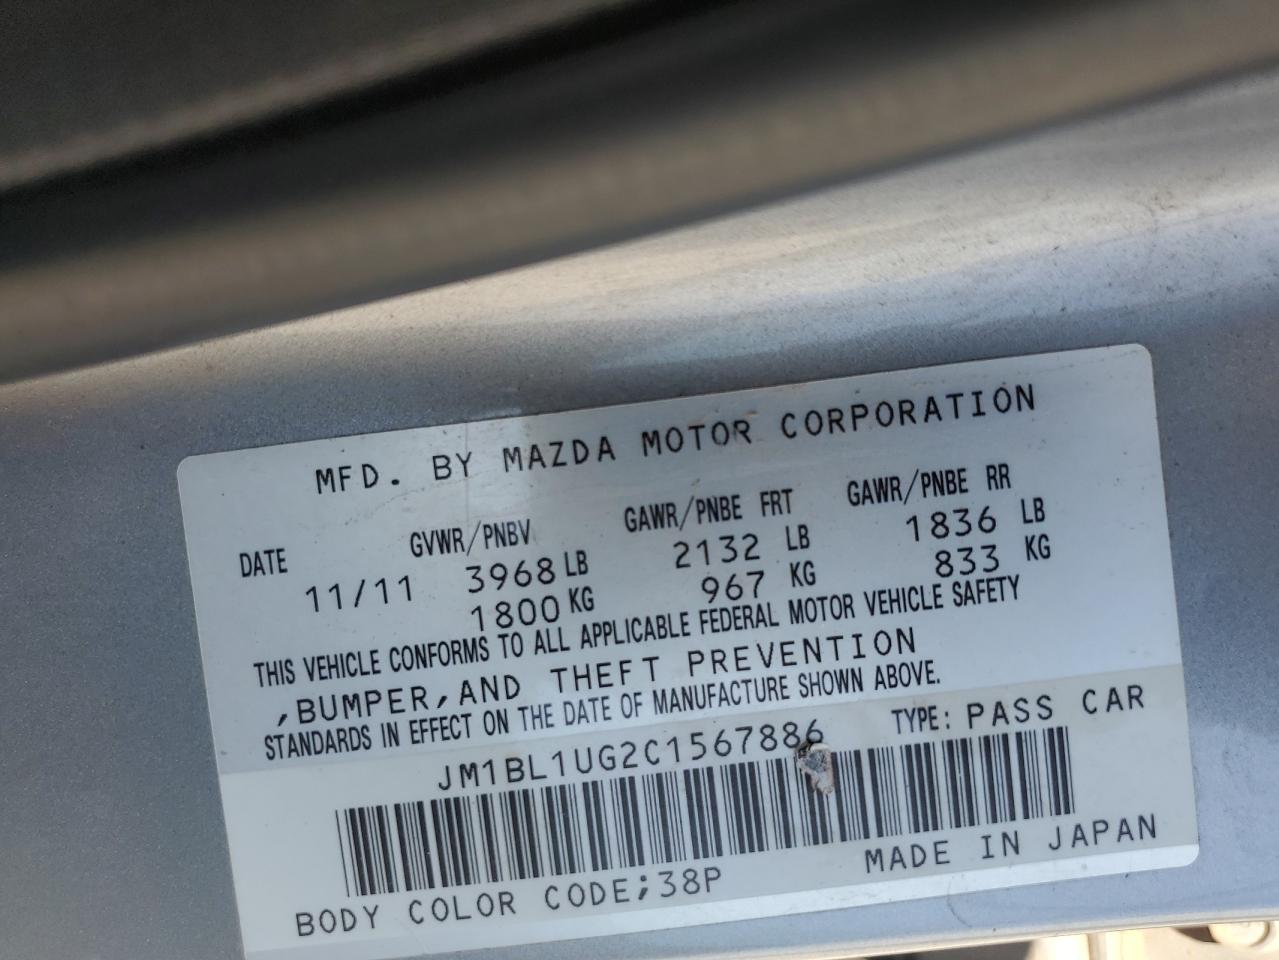 MFD. BY MAZDA MOTOR CORPORATION
DATE GVWR/PNBV GAWR/PNBE FRT GAWR/PNBE RR
11/11 3968 LB 2132 LB 1836 LB
1800 KG 967 KG 833 KG
THIS VEHICLE CONFORMS TO ALL APPLICABLE FEDERAL MOTOR VEHICLE SAFETY
,BUMPER,AND THEFT PREVENTION
STANDARDS IN EFFECT ON THE DATE OF MANUFACTURE SHOWN ABOVE.
JM1BL1UG2C1567886 TYPE: PASS CAR
BODY COLOR CODE;38P MADE IN JAPAN